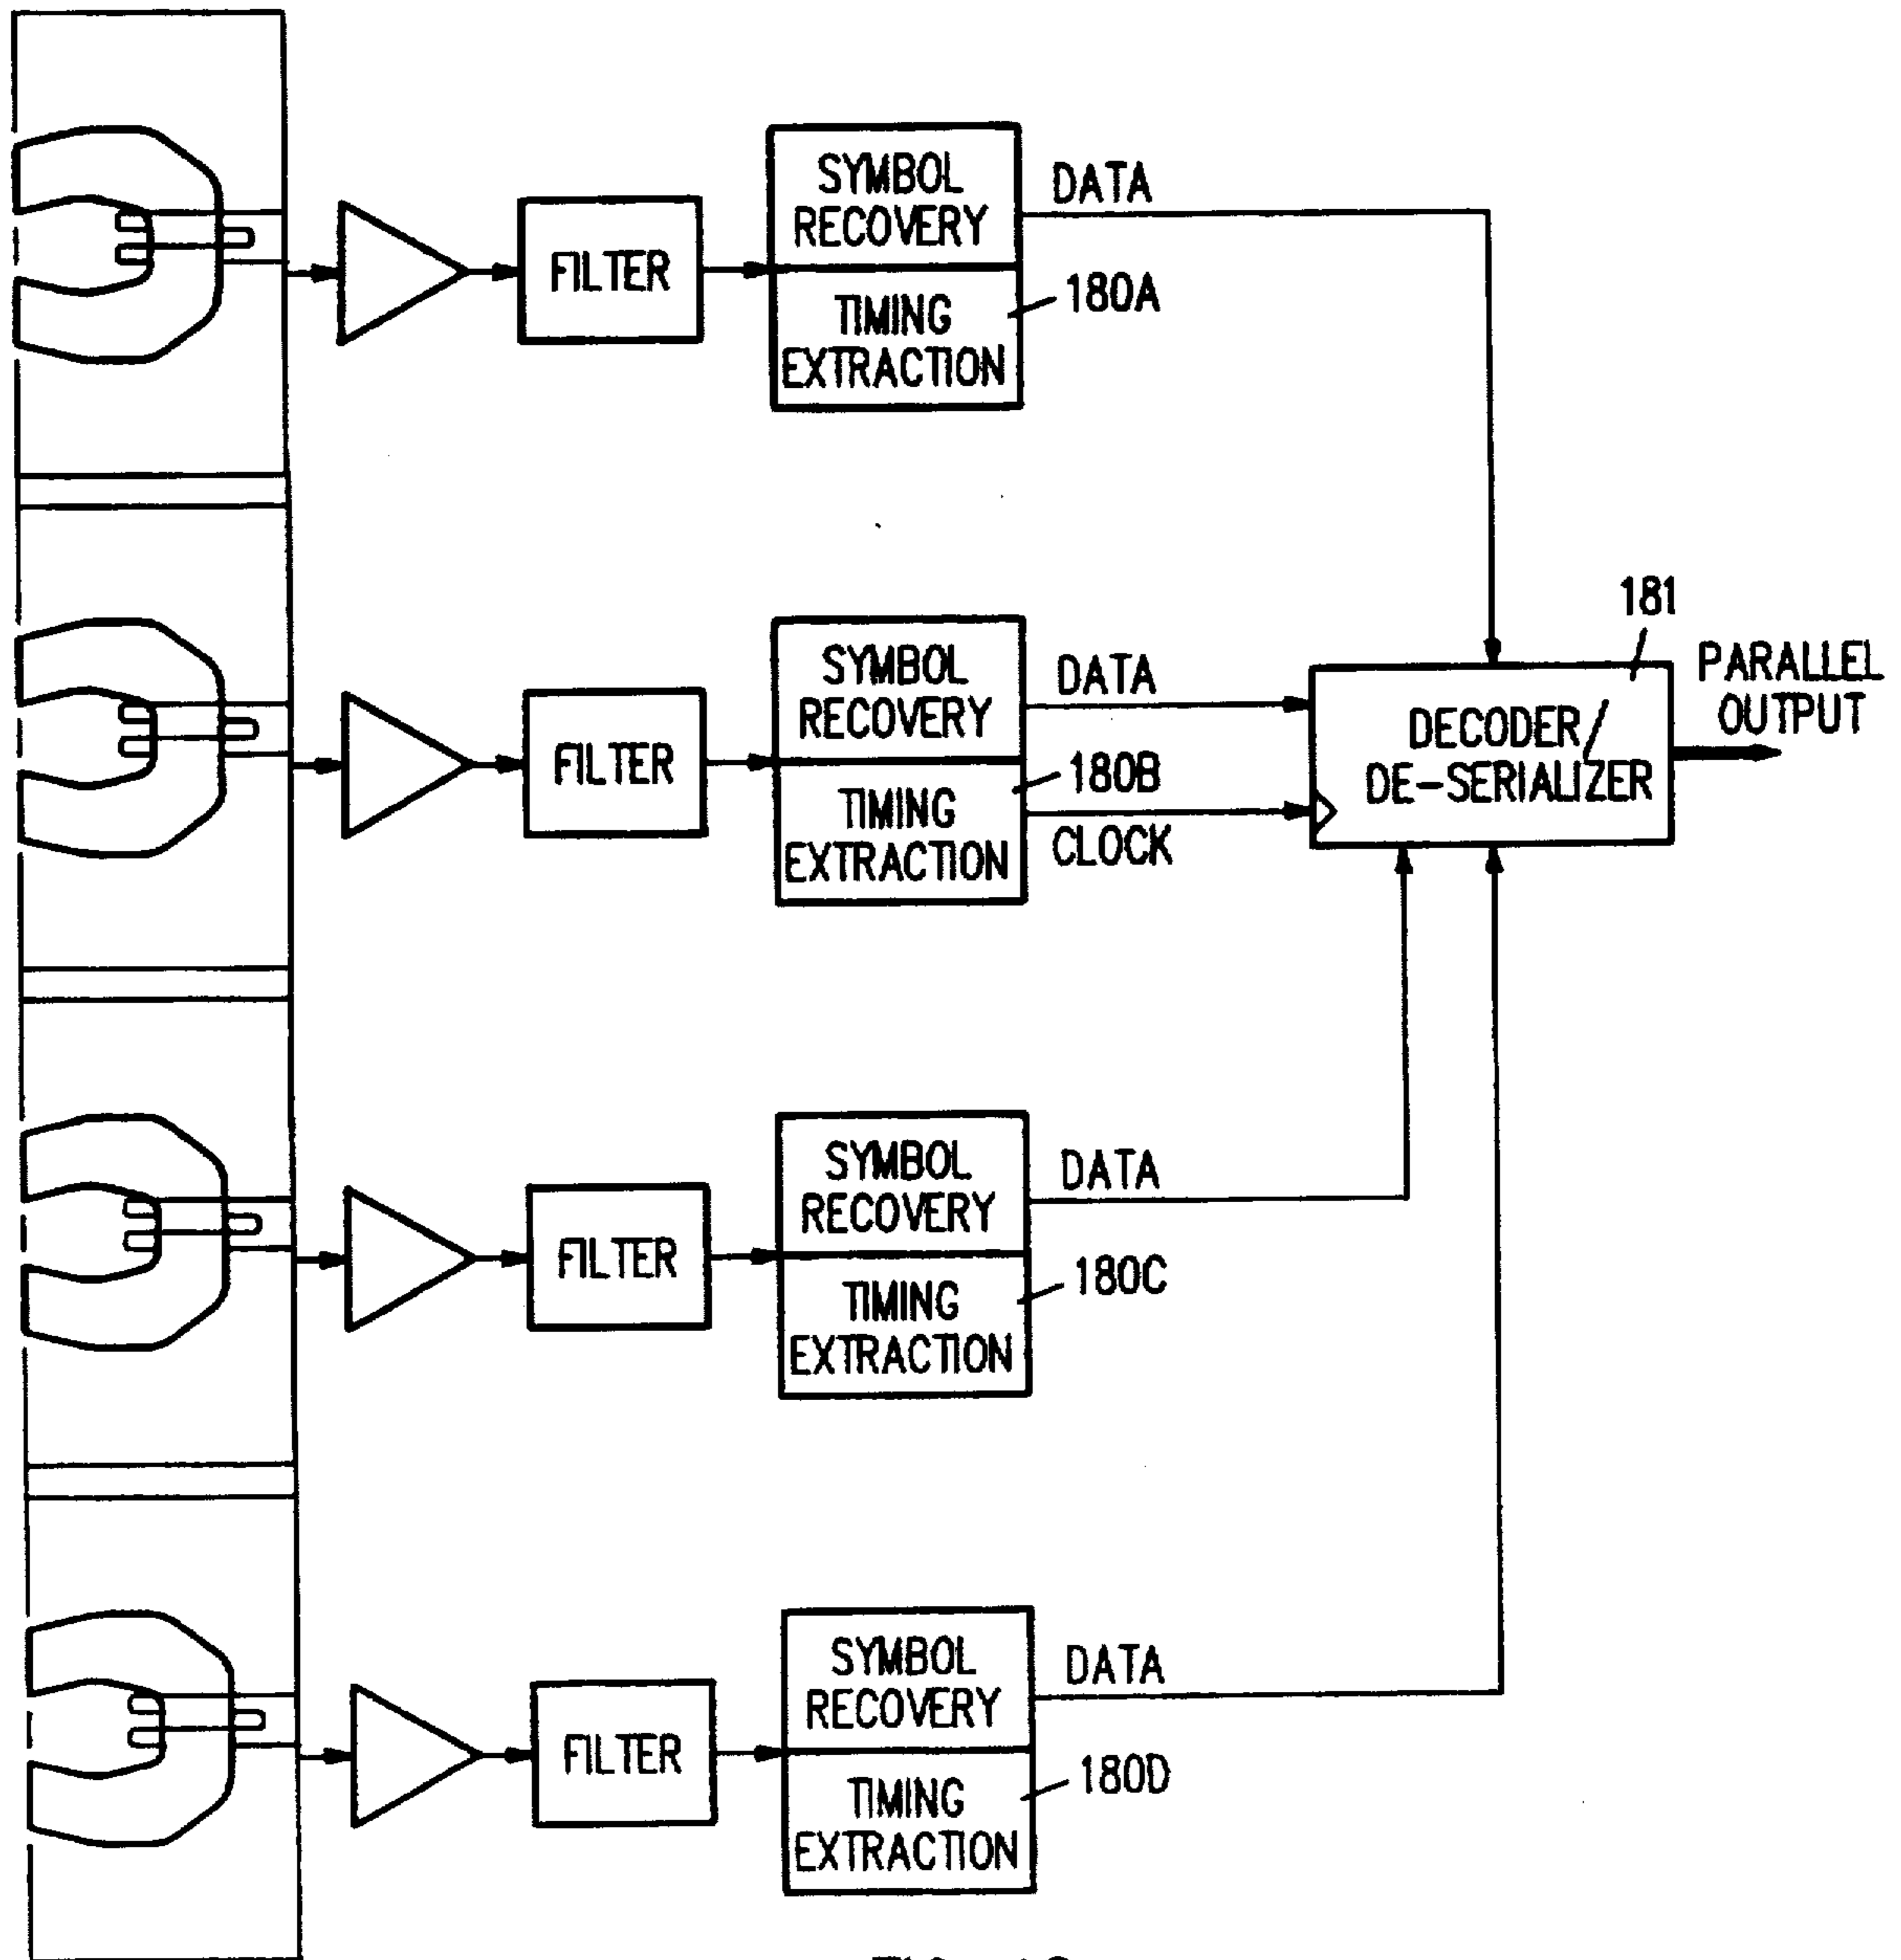 SYMBOL
RECOVERY
DATA
FILTER
180A
TIMING
EXTRACTION
181
PARALLEL
OUTPUT
SYMBOL
RECOVERY
DATA
DECODER/
DE-SERIALIZER
FILTER
180B
TIMING
EXTRACTION
CLOCK
SYMBOL
RECOVERY
DATA
FILTER
180C
TIMING
EXTRACTION
SYMBOL
RECOVERY
DATA
FILTER
180D
TIMING
EXTRACTION